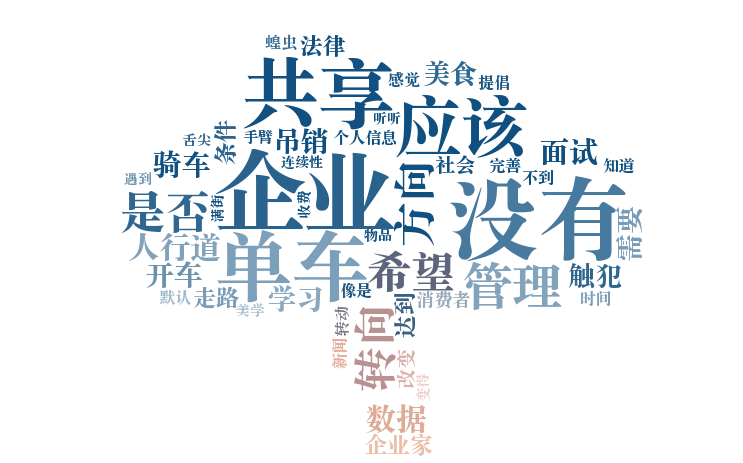 蝗虫
法律
共享
感觉
美食
提倡
听听
应该
舌尖
条件
手臂
吊销
个人信息
骑车
连续性
企业
方向
社会
完善
面试
知道
遇到
不到
是否
满街
收费
没有
需要
物品
人行道
单车
希望
管理
触犯
开车
默认
走路
美学
学习
像是
达到
消费者
时间
转动
转向
新闻
改变
变得
数据
企业家